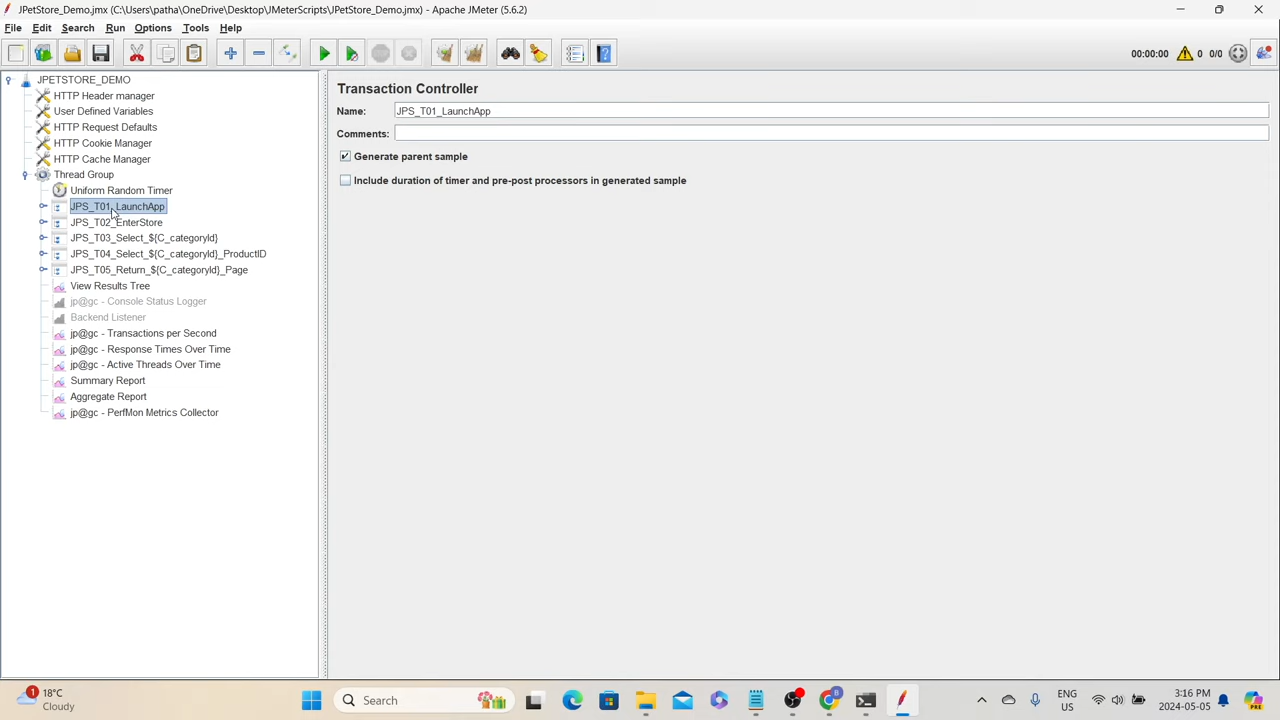 JPetStore_Demo.jmx (C:\Users\patha\OneDrive\Desktop\JMeterScripts\JPetStore_Demo.jmx) - Apache JMeter (5.6.2)
File Edit Search Run Options Tools Help
00:00:00 0 0/0
JPETSTORE_DEMO
HTTP Header manager
User Defined Variables
HTTP Request Defaults
HTTP Cookie Manager
HTTP Cache Manager
Thread Group
Uniform Random Timer
JPS_T01_LaunchApp
JPS_T02_EnterStore
JPS_T03_Select_${C_categoryId}
JPS_T04_Select_${C_categoryId}_ProductID
JPS_T05_Return_${C_categoryId}_Page
View Results Tree
jp@gc - Console Status Logger
Backend Listener
jp@gc - Transactions per Second
jp@gc - Response Times Over Time
jp@gc - Active Threads Over Time
Summary Report
Aggregate Report
jp@gc - PerfMon Metrics Collector
Transaction Controller
Name: JPS_T01_LaunchApp
Comments:
Generate parent sample
Include duration of timer and pre-post processors in generated sample
1
18°C
Cloudy
Search
B
ENG
US
3:16 PM
2024-05-05
PRE